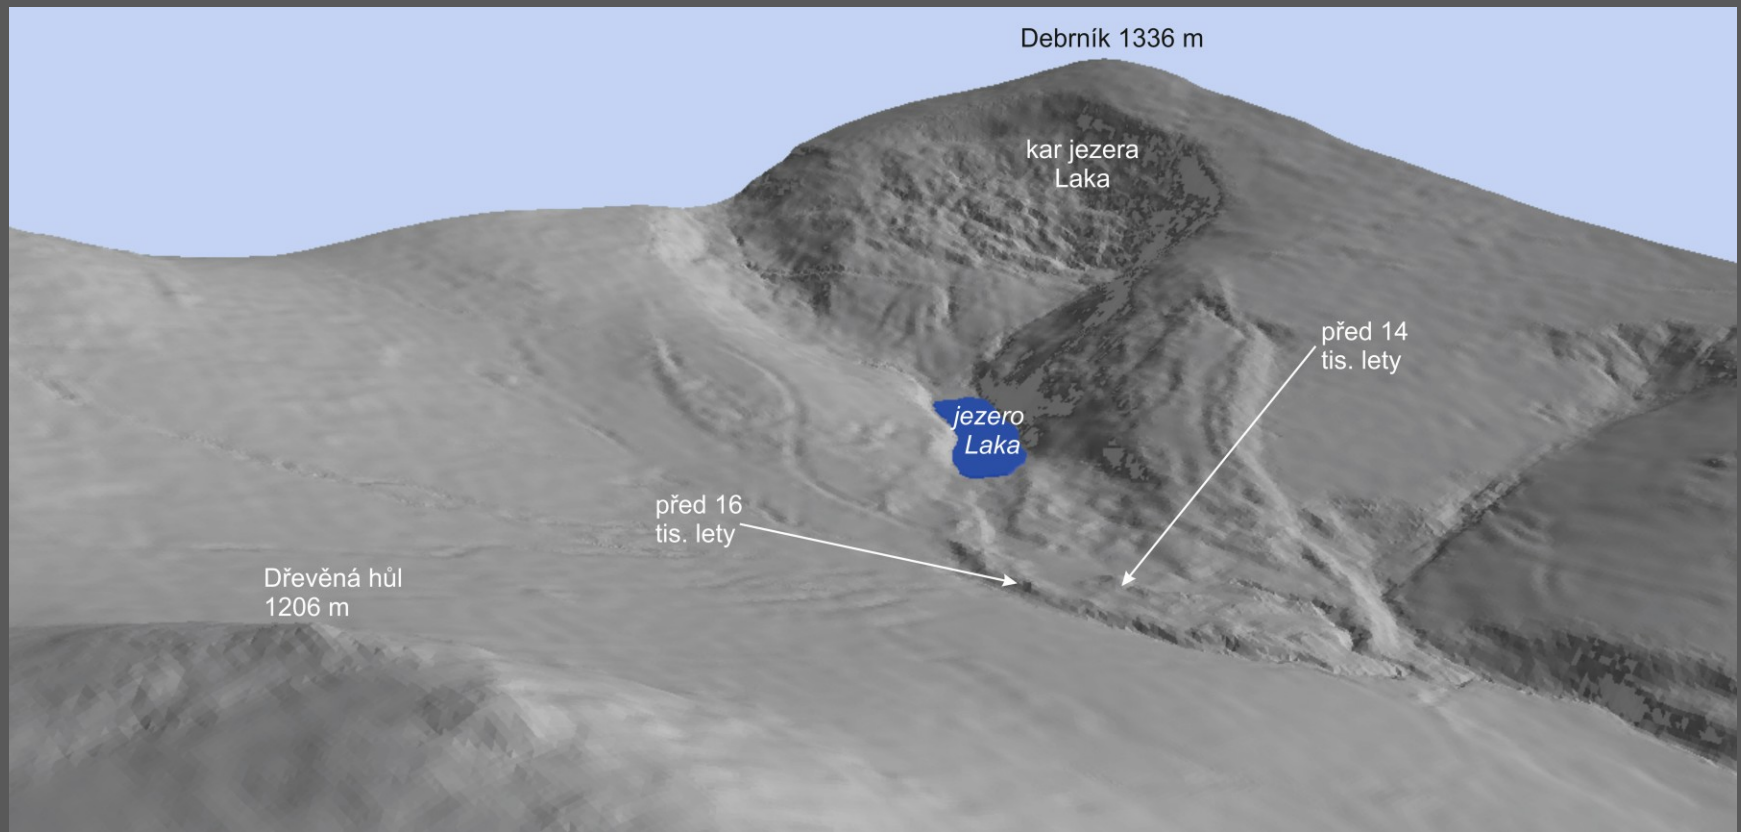 Debrník 1336 m
kar jezera
Laka
před 14
tis. lety
jezero
Laka
před 16
tis. lety
Dřevěná hůl
1206 m